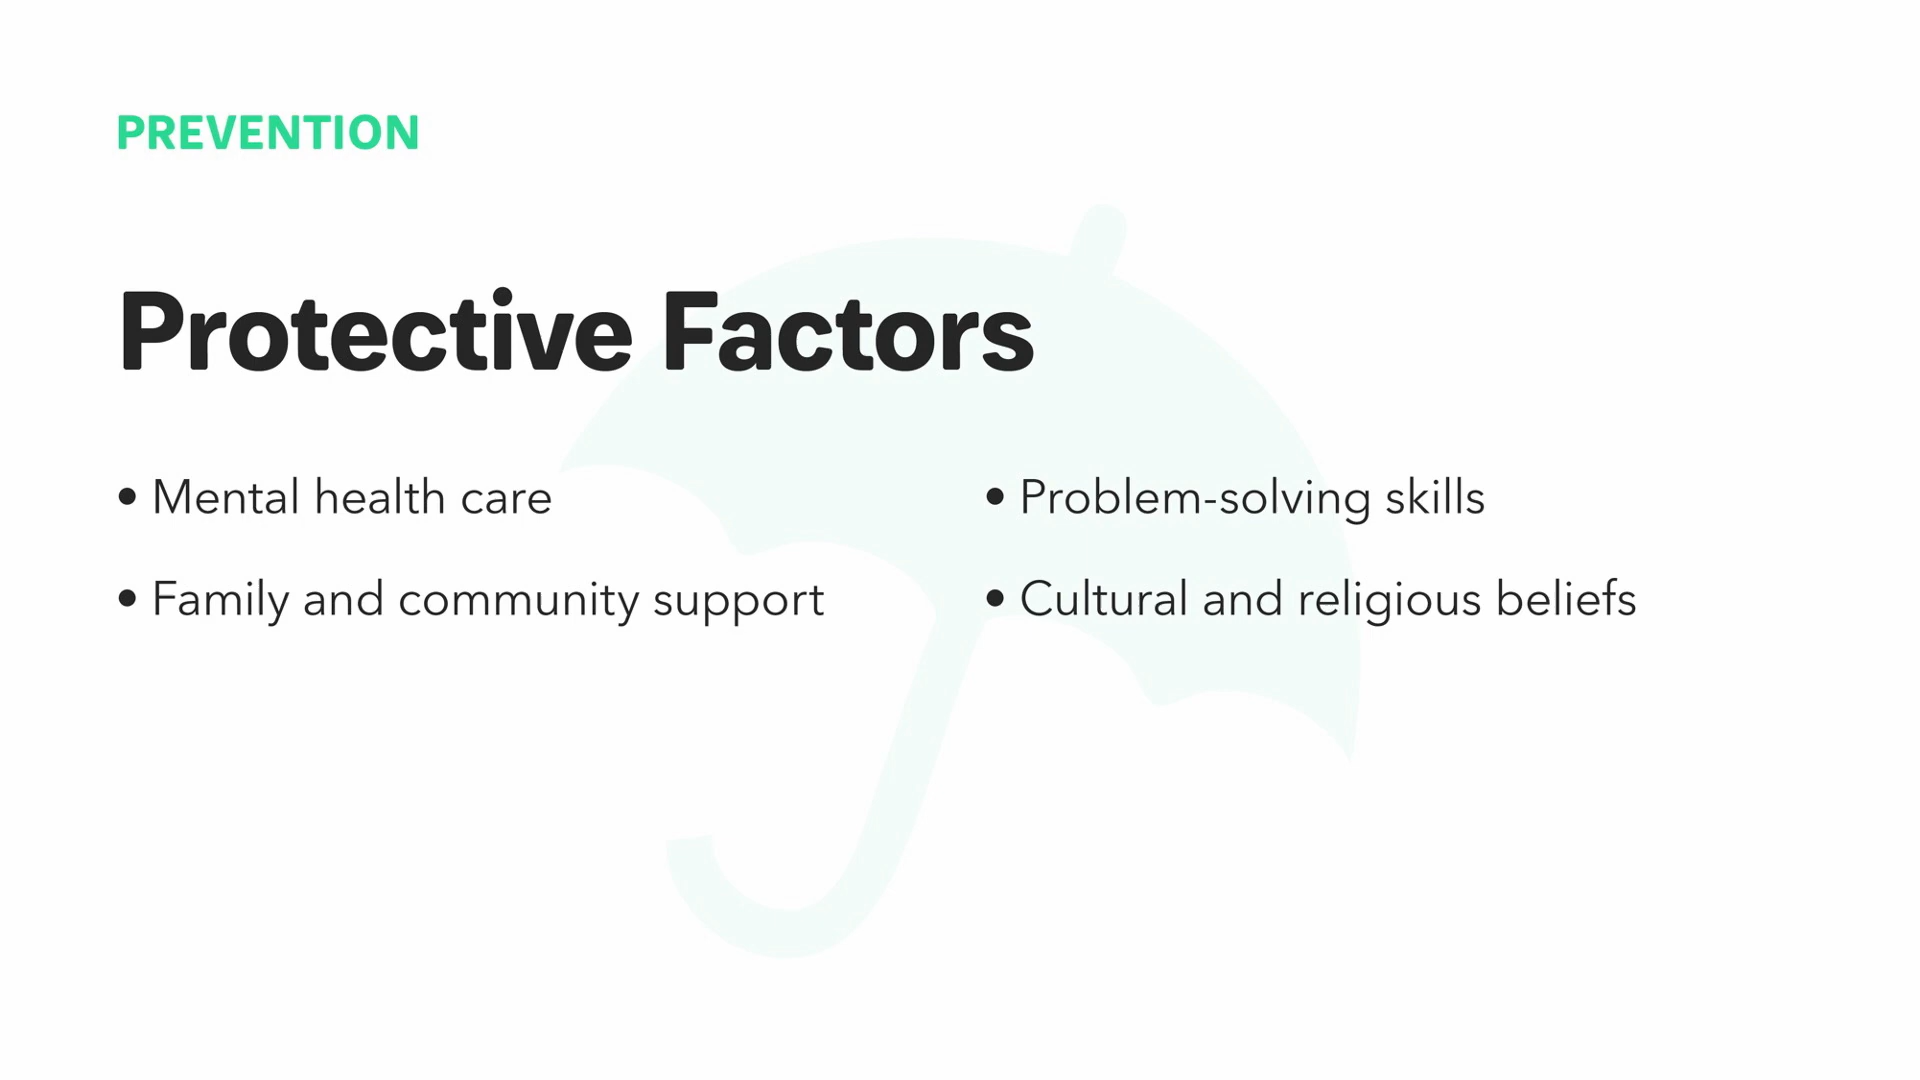 PREVENTION
Protective Factors
• Mental health care
• Family and community support
• Problem-solving skills
• Cultural and religious beliefs